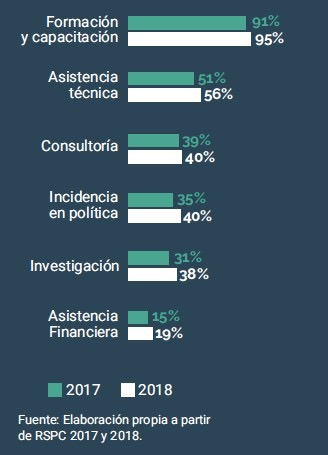 Formación
y capacitación
91%
95%
Asistencia
técnica
51%
56%
Consultoría
39%
40%
Incidencia
en política
35%
40%
Investigación
31%
38%
Asistencia
Financiera
15%
19%
2017 2018
Fuente: Elaboración propia a partir
de RSPC 2017 y 2018.